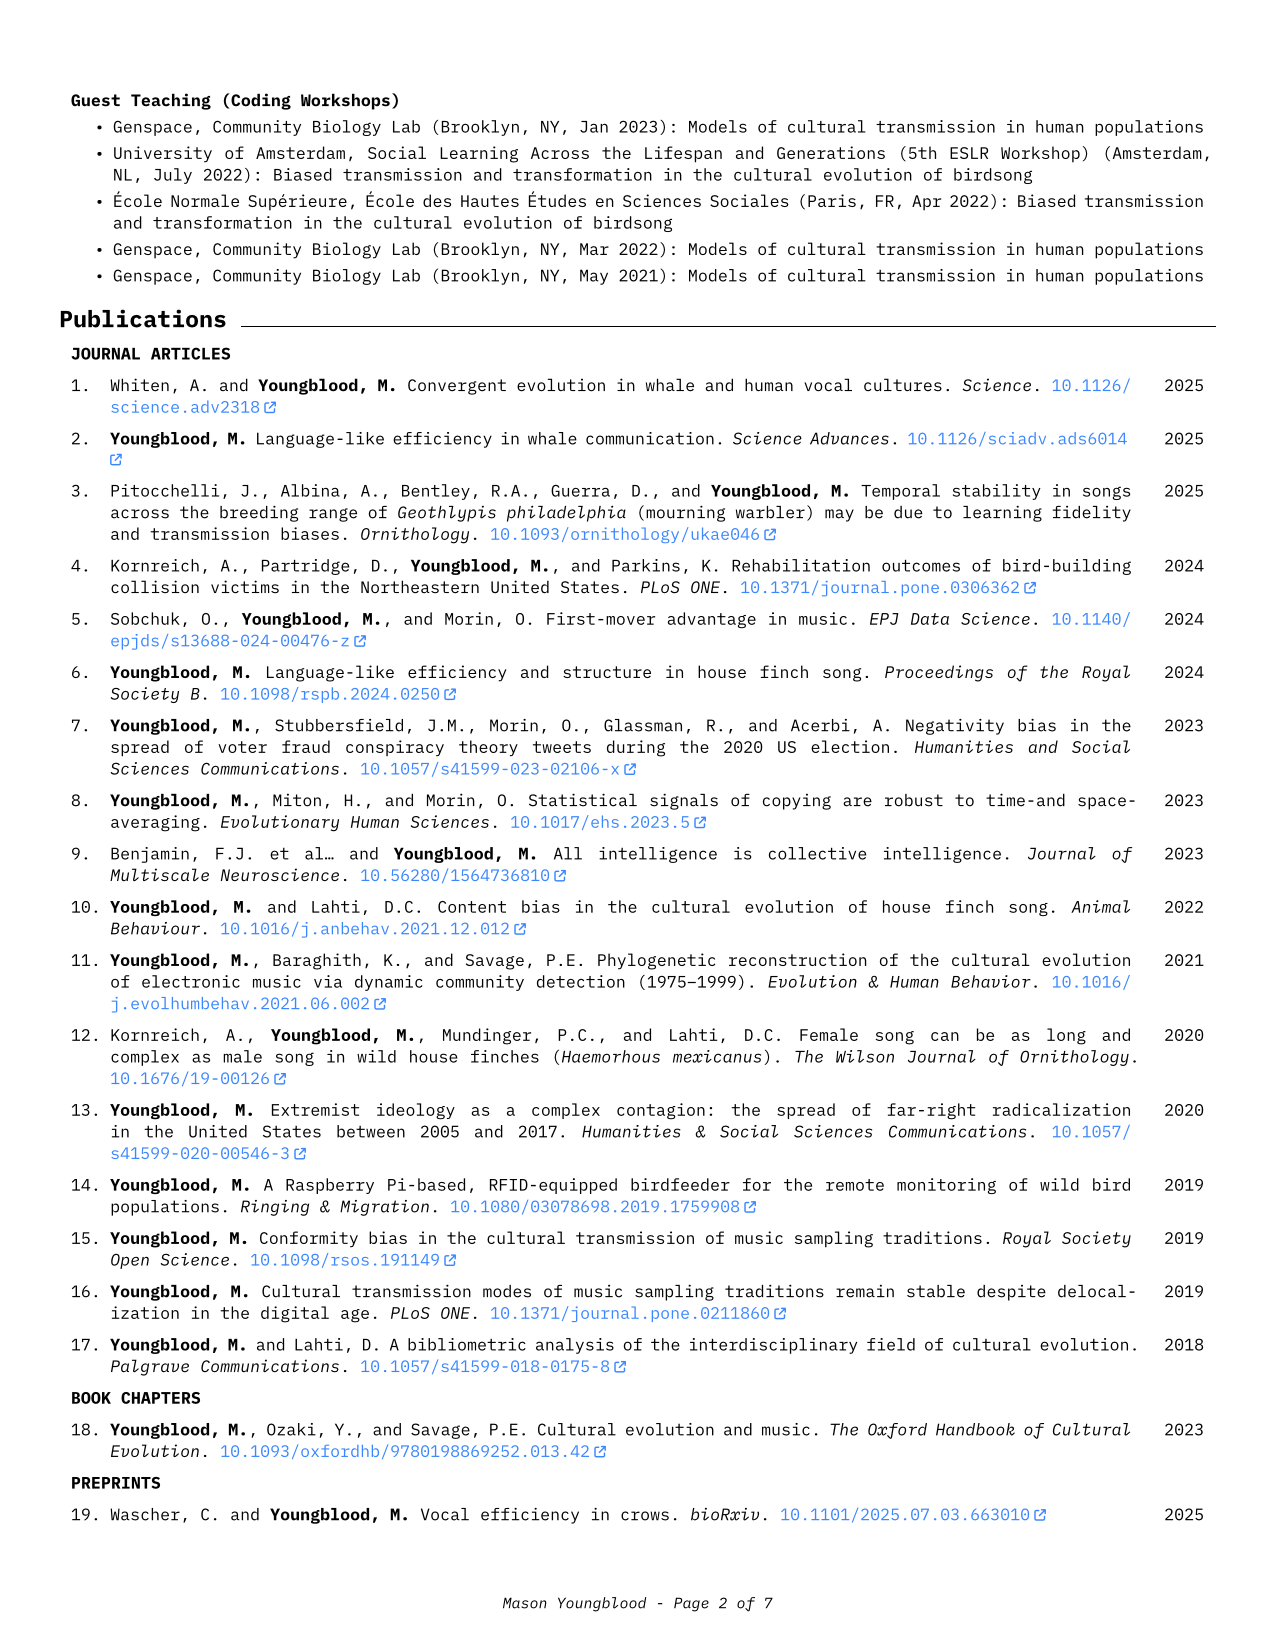 Guest Teaching (Coding Workshops)
• Genspace, Community Biology Lab (Brooklyn, NY, Jan 2023): Models of cultural transmission in human populations
• University of Amsterdam, Social Learning Across the Lifespan and Generations (5th ESLR Workshop) (Amsterdam,
NL, July 2022): Biased transmission and transformation in the cultural evolution of birdsong
• École Normale Supérieure, École des Hautes Études en Sciences Sociales (Paris, FR, Apr 2022): Biased transmission
and transformation in the cultural evolution of birdsong
• Genspace, Community Biology Lab (Brooklyn, NY, Mar 2022): Models of cultural transmission in human populations
• Genspace, Community Biology Lab (Brooklyn, NY, May 2021): Models of cultural transmission in human populations
Publications
JOURNAL ARTICLES
1. Whiten, A. and Youngblood, M. Convergent evolution in whale and human vocal cultures. Science. 10.1126/ 2025
science.adv2318
2. Youngblood, M. Language-like efficiency in whale communication. Science Advances. 10.1126/sciadv.ads6014 2025
3. Pitocchelli, J., Albina, A., Bentley, R.A., Guerra, D., and Youngblood, M. Temporal stability in songs 2025
across the breeding range of Geothlypis philadelphia (mourning warbler) may be due to learning fidelity
and transmission biases. Ornithology. 10.1093/ornithology/ukae046
4. Kornreich, A., Partridge, D., Youngblood, M., and Parkins, K. Rehabilitation outcomes of bird-building 2024
collision victims in the Northeastern United States. PLoS ONE. 10.1371/journal.pone.0306362
5. Sobchuk, O., Youngblood, M., and Morin, O. First-mover advantage in music. EPJ Data Science. 10.1140/ 2024
epjds/s13688-024-00476-z
6. Youngblood, M. Language-like efficiency and structure in house finch song. Proceedings of the Royal 2024
Society B. 10.1098/rspb.2024.0250
7. Youngblood, M., Stubbersfield, J.M., Morin, O., Glassman, R., and Acerbi, A. Negativity bias in the 2023
spread of voter fraud conspiracy theory tweets during the 2020 US election. Humanities and Social
Sciences Communications. 10.1057/s41599-023-02106-x
8. Youngblood, M., Miton, H., and Morin, O. Statistical signals of copying are robust to time-and space- 2023
averaging. Evolutionary Human Sciences. 10.1017/ehs.2023.5
9. Benjamin, F.J. et al… and Youngblood, M. All intelligence is collective intelligence. Journal of 2023
Multiscale Neuroscience. 10.56280/1564736810
10. Youngblood, M. and Lahti, D.C. Content bias in the cultural evolution of house finch song. Animal 2022
Behaviour. 10.1016/j.anbehav.2021.12.012
11. Youngblood, M., Baraghith, K., and Savage, P.E. Phylogenetic reconstruction of the cultural evolution 2021
of electronic music via dynamic community detection (1975–1999). Evolution & Human Behavior. 10.1016/
j.evolhumbehav.2021.06.002
12. Kornreich, A., Youngblood, M., Mundinger, P.C., and Lahti, D.C. Female song can be as long and 2020
complex as male song in wild house finches (Haemorhous mexicanus). The Wilson Journal of Ornithology.
10.1676/19-00126
13. Youngblood, M. Extremist ideology as a complex contagion: the spread of far-right radicalization 2020
in the United States between 2005 and 2017. Humanities & Social Sciences Communications. 10.1057/
s41599-020-00546-3
14. Youngblood, M. A Raspberry Pi-based, RFID-equipped birdfeeder for the remote monitoring of wild bird 2019
populations. Ringing & Migration. 10.1080/03078698.2019.1759908
15. Youngblood, M. Conformity bias in the cultural transmission of music sampling traditions. Royal Society 2019
Open Science. 10.1098/rsos.191149
16. Youngblood, M. Cultural transmission modes of music sampling traditions remain stable despite delocal- 2019
ization in the digital age. PLoS ONE. 10.1371/journal.pone.0211860
17. Youngblood, M. and Lahti, D. A bibliometric analysis of the interdisciplinary field of cultural evolution. 2018
Palgrave Communications. 10.1057/s41599-018-0175-8
BOOK CHAPTERS
18. Youngblood, M., Ozaki, Y., and Savage, P.E. Cultural evolution and music. The Oxford Handbook of Cultural 2023
Evolution. 10.1093/oxfordhb/9780198869252.013.42
PREPRINTS
19. Wascher, C. and Youngblood, M. Vocal efficiency in crows. bioRxiv. 10.1101/2025.07.03.663010 2025
Mason Youngblood - Page 2 of 7